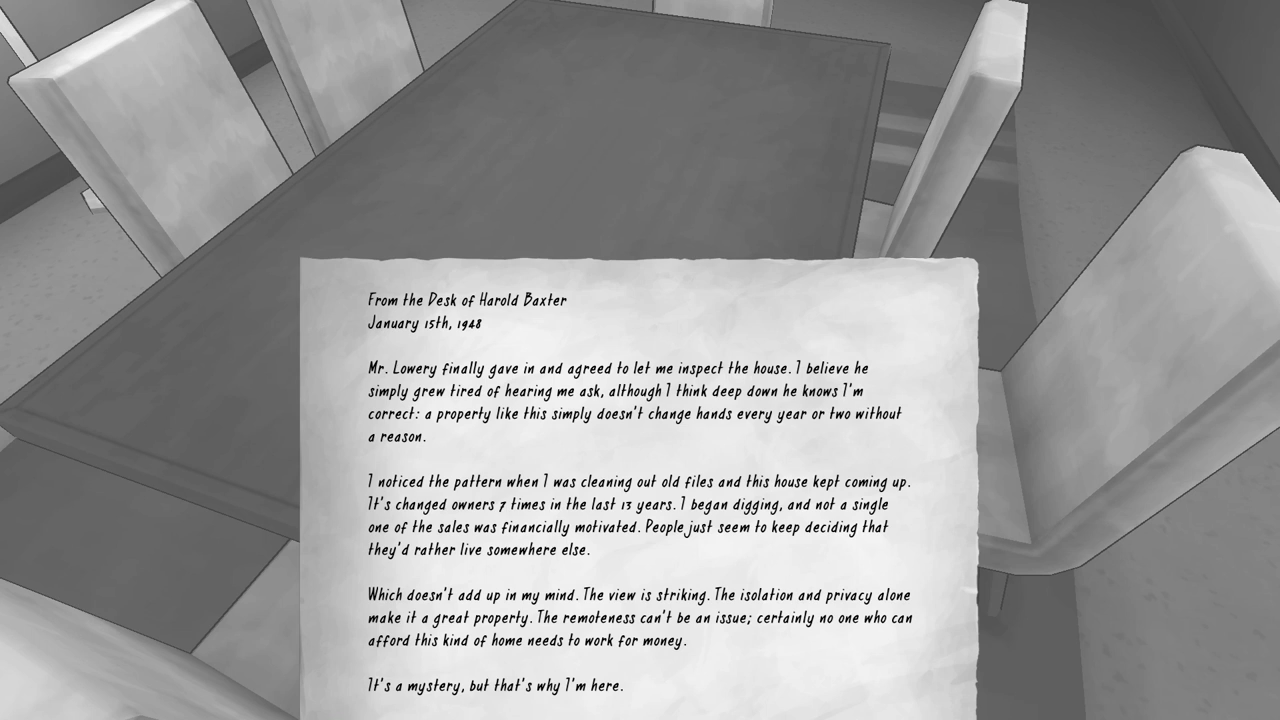 From the Desk of Harold Baxter
January 15th, 1948
Mr. Lowery finally gave in and agreed to let me inspect the house. I believe he
simply grew tired of hearing me ask, although I think deep down he knows I'm
correct: a property like this simply doesn't change hands every year or two without
a reason.
I noticed the pattern when I was cleaning out old files and this house kept coming up.
It's changed owners 7 times in the last 13 years. I began digging, and not a single
one of the sales was financially motivated. People just seem to keep deciding that
they'd rather live somewhere else.
Which doesn't add up in my mind. The view is striking. The isolation and privacy alone
make it a great property. The remoteness can't be an issue; certainly no one who can
afford this kind of home needs to work for money.
It's a mystery, but that's why I'm here.